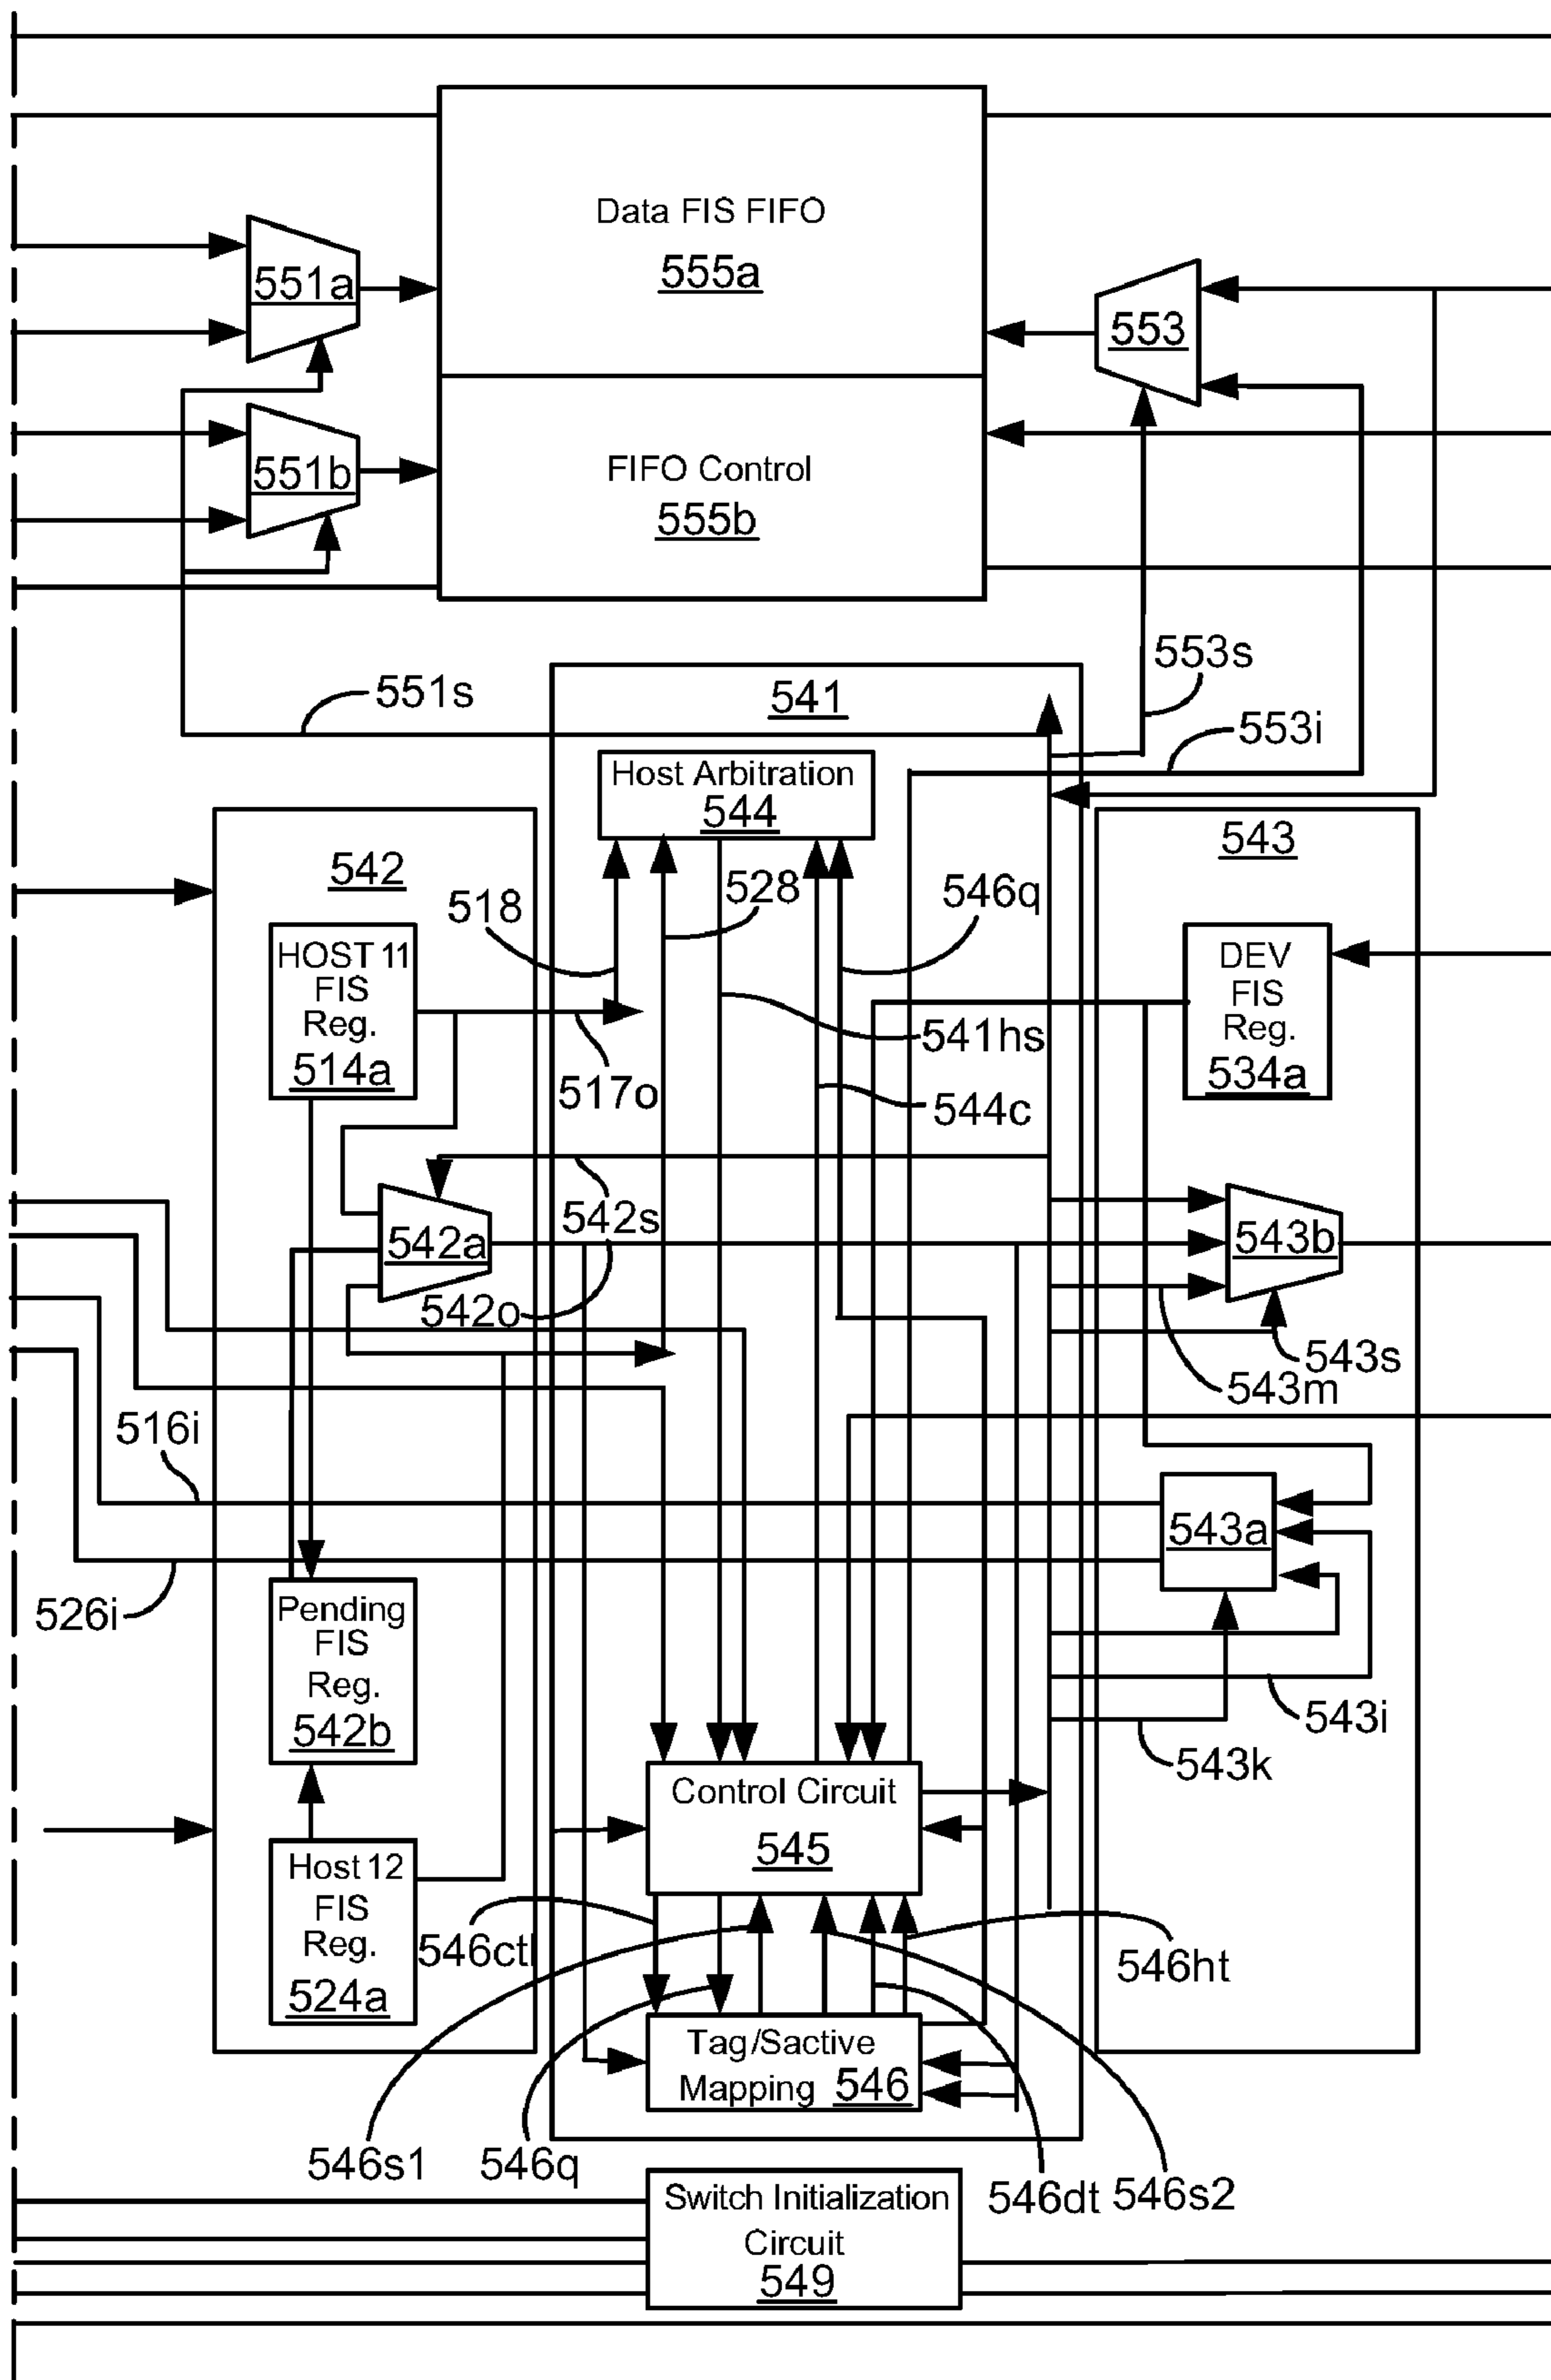 Data FIS FIFO
555a
551a
553
551b
FIFO Control
555b
553s
551s
541
553i
Host Arbitration
544
543
542
528
546q
518
HOST 11
FIS
Reg.
514a
DEV
FIS
Reg.
534a
541hs
517o
544c
542s
542a
543b
542o
543s
543m
516i
543a
526i
Pending
FIS
Reg.
542b
543i
543k
Control Circuit
545
Host 12
FIS
Reg.
524a
546ctl
546ht
Tag/Sactive
Mapping 546
546s1
546q
546dt
546s2
Switch Initialization
Circuit
549